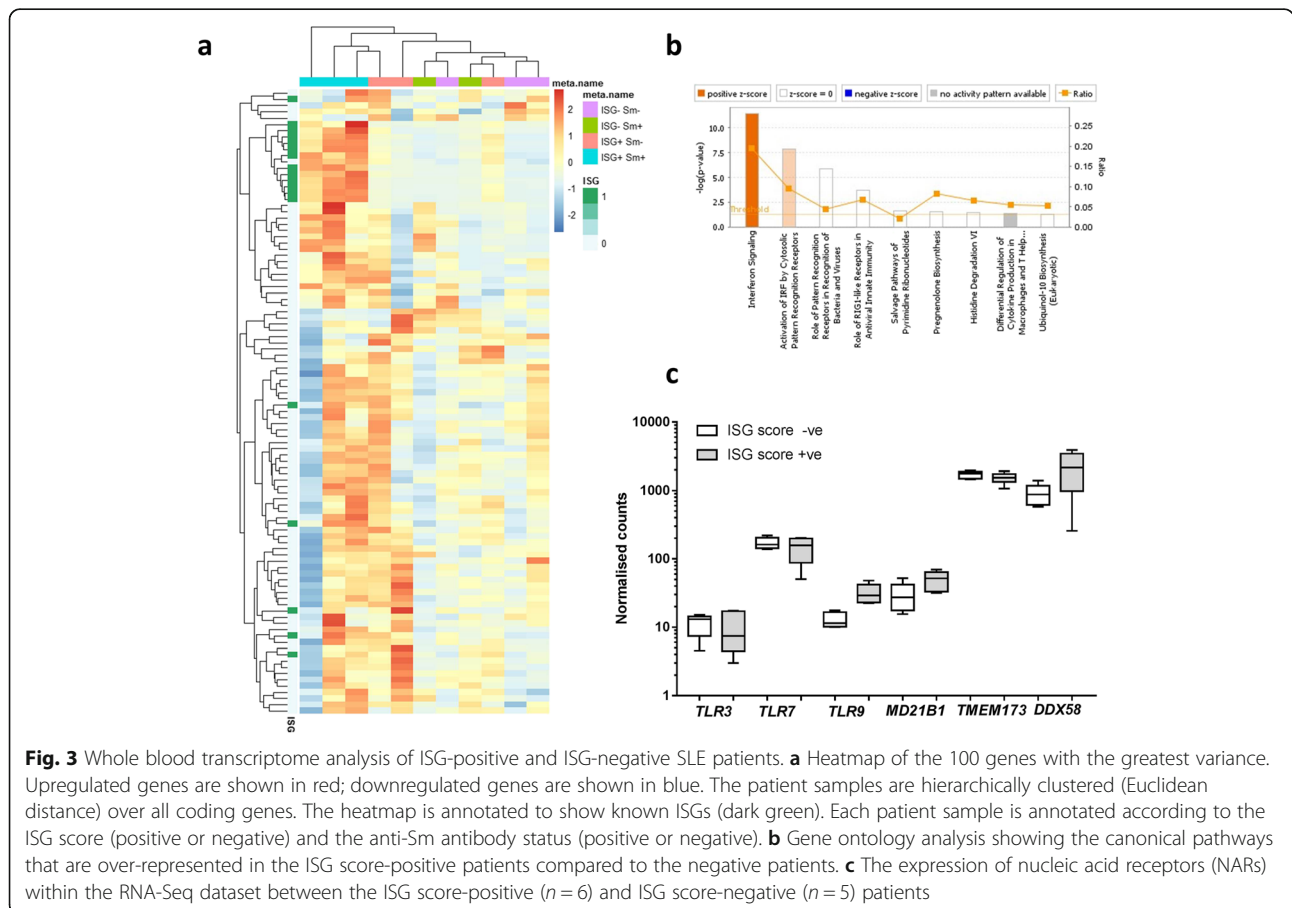 a
meta.name
2
1
0
-1
-2
meta.name
ISG- Sm-
ISG- Sm+
ISG+ Sm-
ISG+ Sm+
ISG
1
0
ISG
b
positive z-score
z-score = 0
negative z-score
no activity pattern available
Ratio
-log(p-value)
10.0
7.5
5.0
2.5
0.0
Threshold
0.25
0.20
0.15
0.10
0.05
0.00
Ratio
Interferon Signaling
Activation of IRF by Cytosolic
Pattern Recognition Receptors
Role of Pattern Recognition
Receptors in Recognition of
Bacteria and Viruses
Role of RIG1-like Receptors in
Antiviral Innate Immunity
Salvage Pathways of
Pyrimidine Ribonucleotides
Pregnenolone Biosynthesis
Histidine Degradation VI
Differential Regulation of
Cytokine Production in
Macrophages and T Help...
Ubiquinol-10 Biosynthesis
(Eukaryotic)
c
ISG score -ve
ISG score +ve
Normalised counts
10000
1000
100
10
1
TLR3
TLR7
TLR9
MD21B1
TMEM173
DDX58
Fig. 3 Whole blood transcriptome analysis of ISG-positive and ISG-negative SLE patients. a Heatmap of the 100 genes with the greatest variance.
Upregulated genes are shown in red; downregulated genes are shown in blue. The patient samples are hierarchically clustered (Euclidean
distance) over all coding genes. The heatmap is annotated to show known ISGs (dark green). Each patient sample is annotated according to the
ISG score (positive or negative) and the anti-Sm antibody status (positive or negative). b Gene ontology analysis showing the canonical pathways
that are over-represented in the ISG score-positive patients compared to the negative patients. c The expression of nucleic acid receptors (NARs)
within the RNA-Seq dataset between the ISG score-positive (n = 6) and ISG score-negative (n = 5) patients